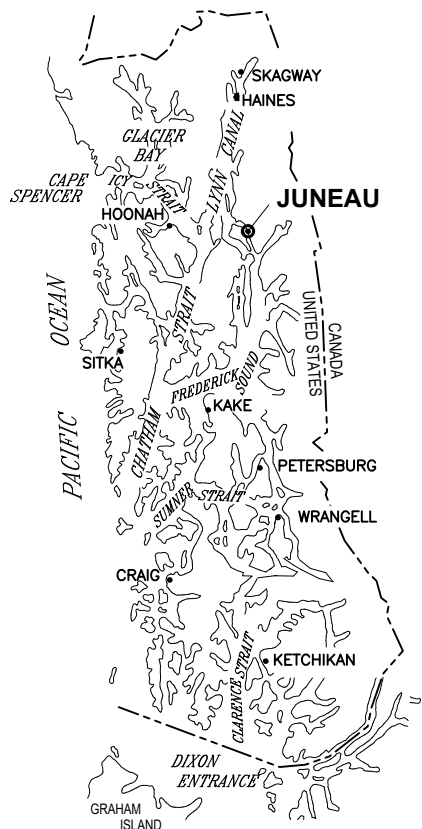 SKAGWAY
HAINES
GLACIER
BAY
CAPE
SPENCER
ICY
STRAIT
LYNN
CANAL
HOONAH
JUNEAU
PACIFIC
OCEAN
CHATHAM
STRAIT
CANADA
UNITED STATES
SITKA
FREDERICK
SOUND
KAKE
PETERSBURG
SUMNER
STRAIT
WRANGELL
CRAIG
CLARENCE STRAIT
KETCHIKAN
DIXON
ENTRANCE
GRAHAM
ISLAND